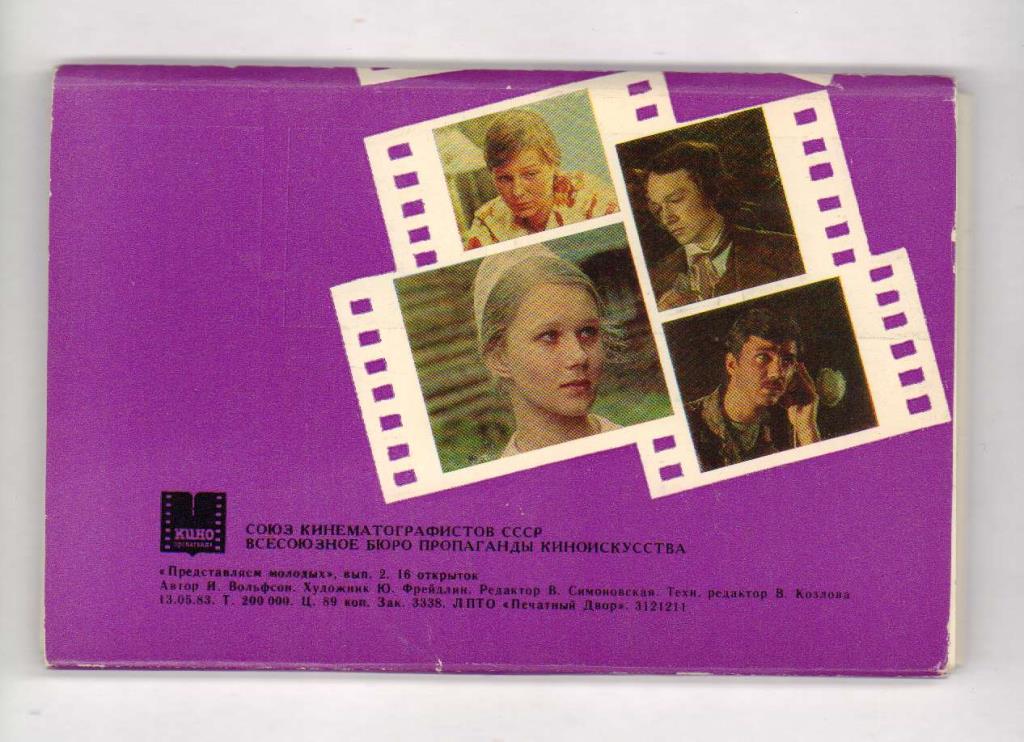 кино
пропаганда
СОЮЗ КИНЕМАТОГРАФИСТОВ СССР
ВСЕСОЮЗНОЕ БЮРО ПРОПАГАНДЫ КИНОИСКУССТВА
«Представляем молодых», вып. 2. 16 открыток
Автор И. Вольфсон. Художник Ю. Фрейдлин. Редактор В. Симоновская. Техн. редактор В. Козлова
13.05.83. Т. 200 000. Ц. 89 коп. Зак. 3338. ЛПТО «Печатный Двор». 3121211